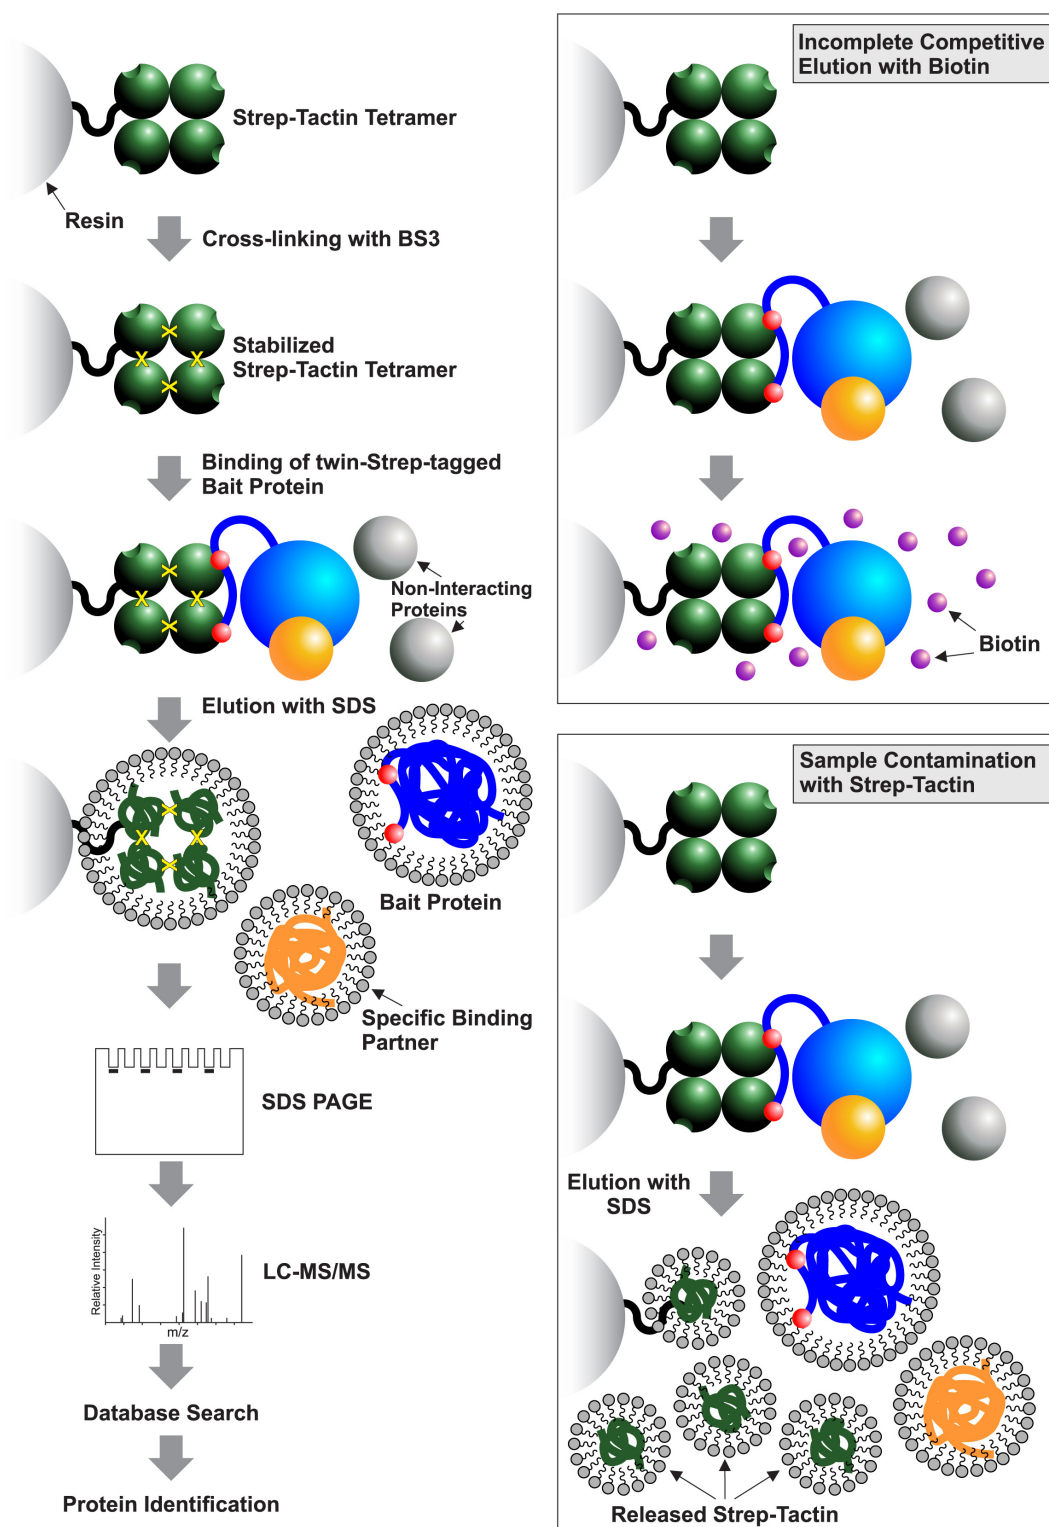 Strep-Tactin Tetramer
Resin
Cross-linking with BS3
Stabilized
Strep-Tactin Tetramer
X
X
X
X
Binding of twin-Strep-tagged
Bait Protein
X
X
X
X
Non-Interacting
Proteins
Elution with SDS
X
X
X
X
Bait Protein
Specific Binding
Partner
SDS PAGE
Relative Intensity
m/z
LC-MS/MS
Database Search
Protein Identification
Incomplete Competitive
Elution with Biotin
Biotin
Sample Contamination
with Strep-Tactin
Elution with
SDS
Released Strep-Tactin